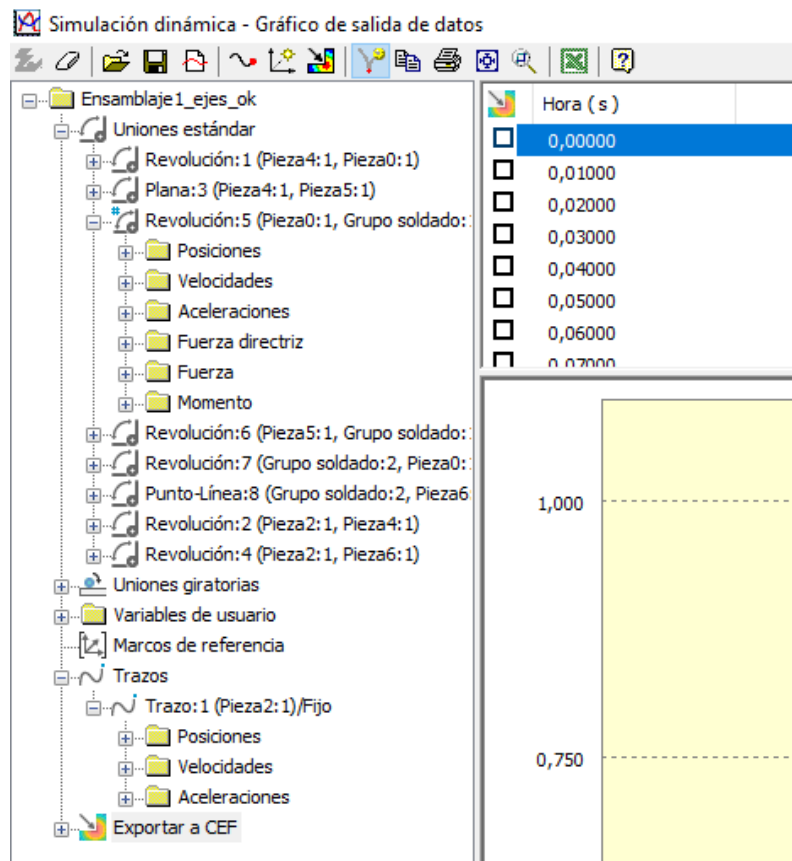 Simulación dinámica - Gráfico de salida de datos
Ensamblaje1_ejes_ok
Uniones estándar
Revolución:1 (Pieza4:1, Pieza0:1)
Plana:3 (Pieza4:1, Pieza5:1)
Revolución:5 (Pieza0:1, Grupo soldado:
Posiciones
Velocidades
Aceleraciones
Fuerza directriz
Fuerza
Momento
Revolución:6 (Pieza5:1, Grupo soldado:
Revolución:7 (Grupo soldado:2, Pieza0:
Punto-Línea:8 (Grupo soldado:2, Pieza6
Revolución:2 (Pieza2:1, Pieza4:1)
Revolución:4 (Pieza2:1, Pieza6:1)
Uniones giratorias
Variables de usuario
Marcos de referencia
Trazos
Trazo:1 (Pieza2:1)/Fijo
Posiciones
Velocidades
Aceleraciones
Exportar a CEF
Hora ( s )
0,00000
0,01000
0,02000
0,03000
0,04000
0,05000
0,06000
0,07000
1,000
0,750